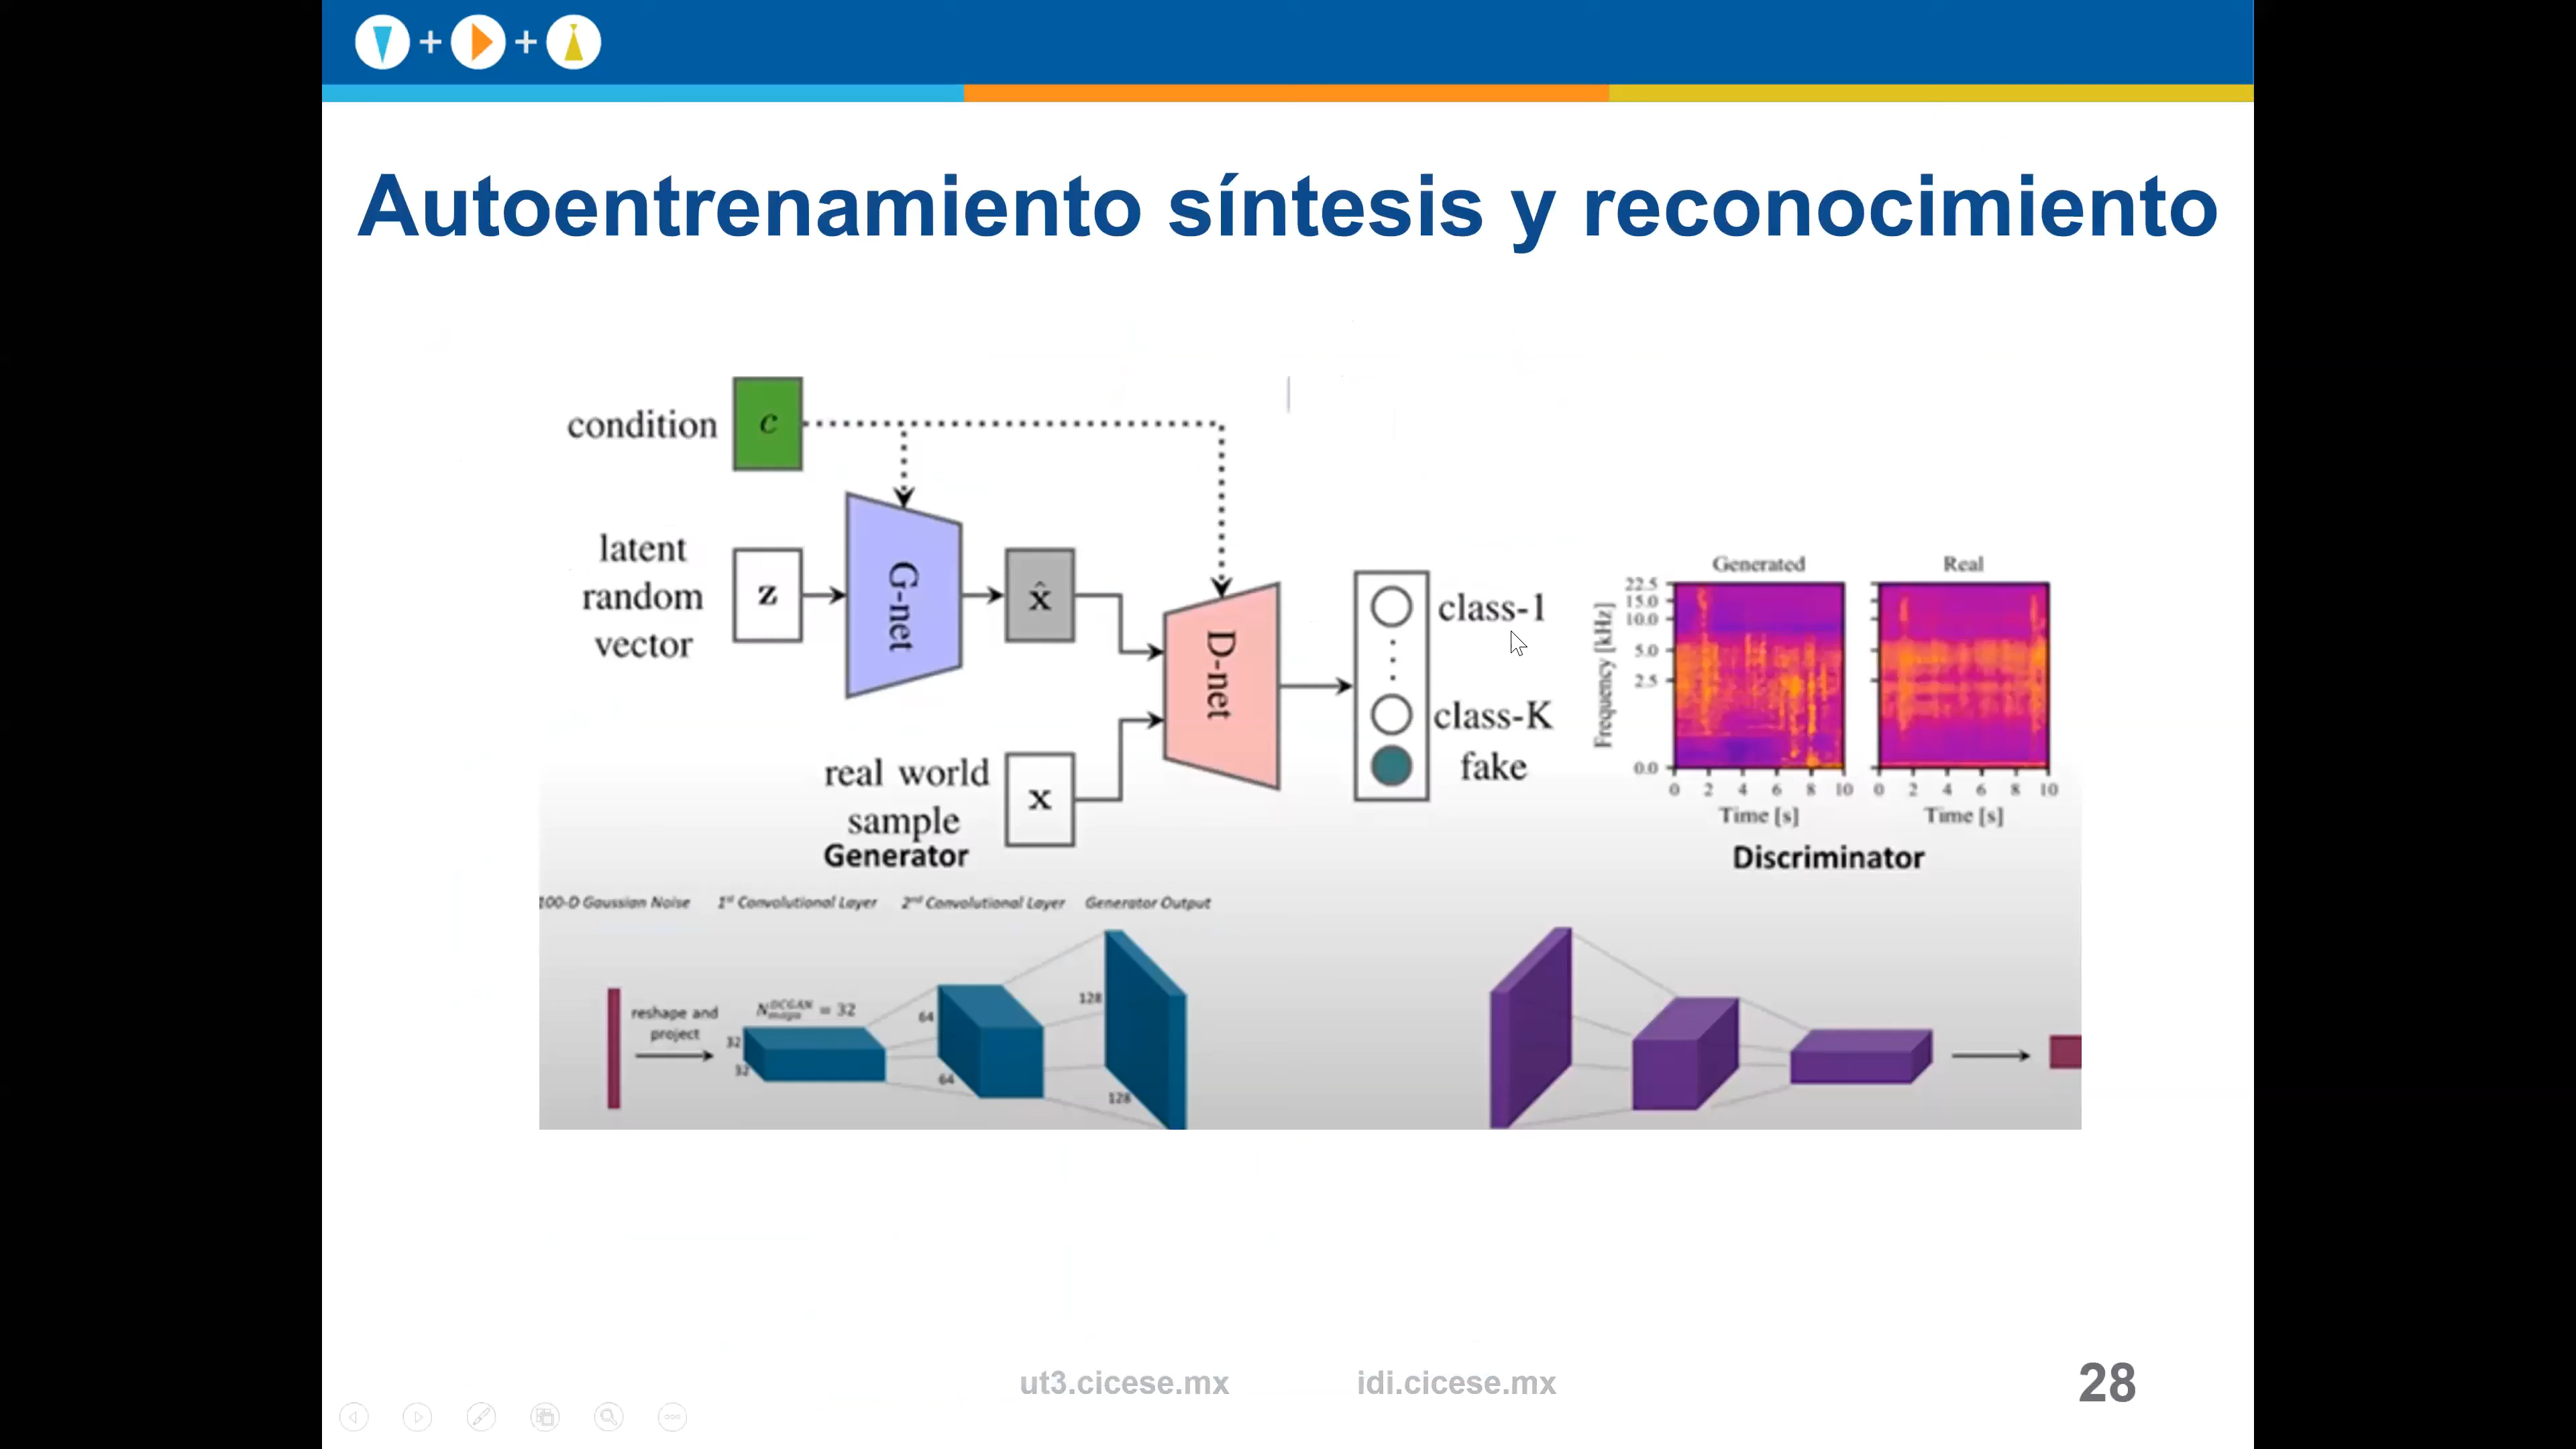 Autoentrenamiento síntesis y reconocimiento
condition
c
latent
random
vector
z
G-net
x̂
D-net
real world
sample
x
class-1
class-K
fake
Generated
Real
Frequency [kHz]
22.5
15.0
10.0
5.0
2.5
0.0
0 2 4 6 8 10
0 2 4 6 8 10
Time [s]
Time [s]
Generator
Discriminator
100-D Gaussian Noise
1st Convolutional Layer
2nd Convolutional Layer
Generator Output
reshape and
project
N DCGAN maps = 32
32
32
64
64
128
128
ut3.cicese.mx
idi.cicese.mx
28